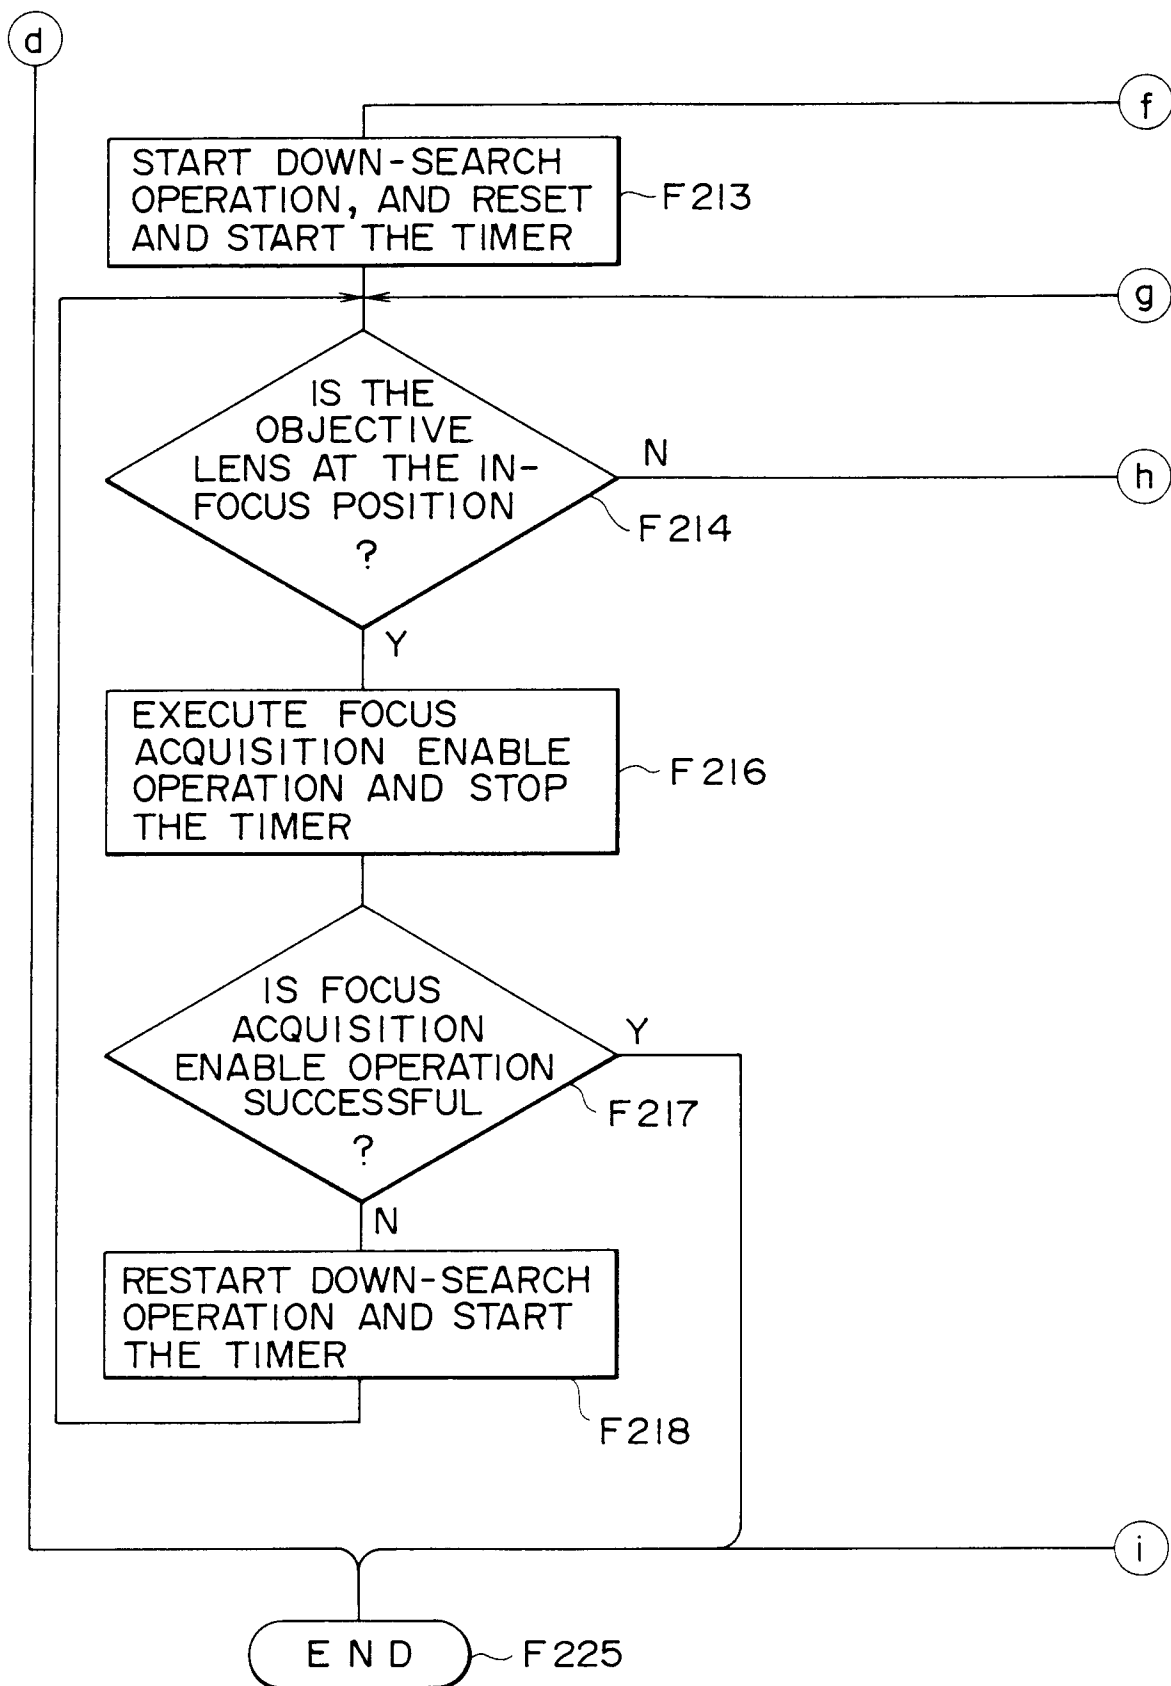 d
f
START DOWN-SEARCH
OPERATION, AND RESET
AND START THE TIMER
F213
g
IS THE
OBJECTIVE
LENS AT THE IN-
FOCUS POSITION
?
N
h
F214
Y
EXECUTE FOCUS
ACQUISITION ENABLE
OPERATION AND STOP
THE TIMER
F216
IS FOCUS
ACQUISITION
ENABLE OPERATION
SUCCESSFUL
?
Y
F217
N
RESTART DOWN-SEARCH
OPERATION AND START
THE TIMER
F218
i
END
F225